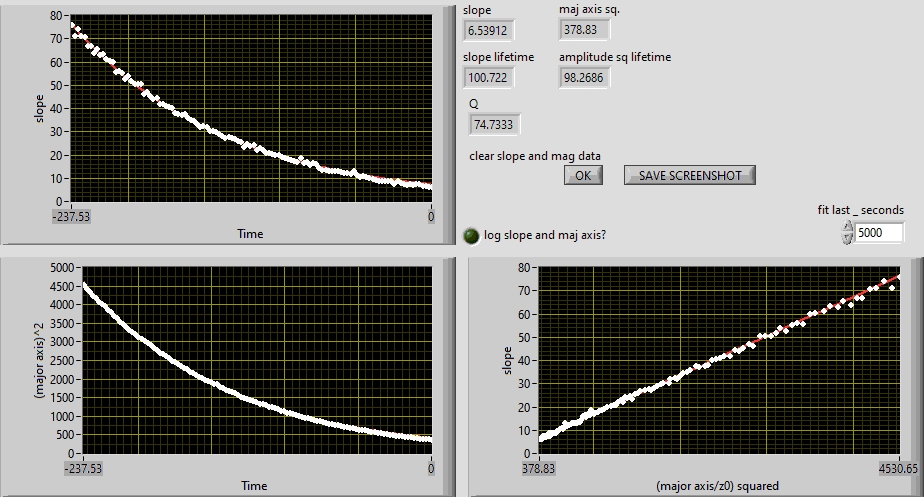 80
70
60
50
40
30
20
10
0
slope
-237.53
0
Time
slope
maj axis sq.
6.53912
378.83
slope lifetime
amplitude sq lifetime
100.722
98.2686
Q
74.7333
clear slope and mag data
OK
SAVE SCREENSHOT
fit last _ seconds
log slope and maj axis?
5000
5000
4500
4000
3500
3000
2500
2000
1500
1000
500
0
(major axis)^2
-237.53
0
Time
80
70
60
50
40
30
20
10
0
slope
378.83
4530.65
(major axis/z0) squared